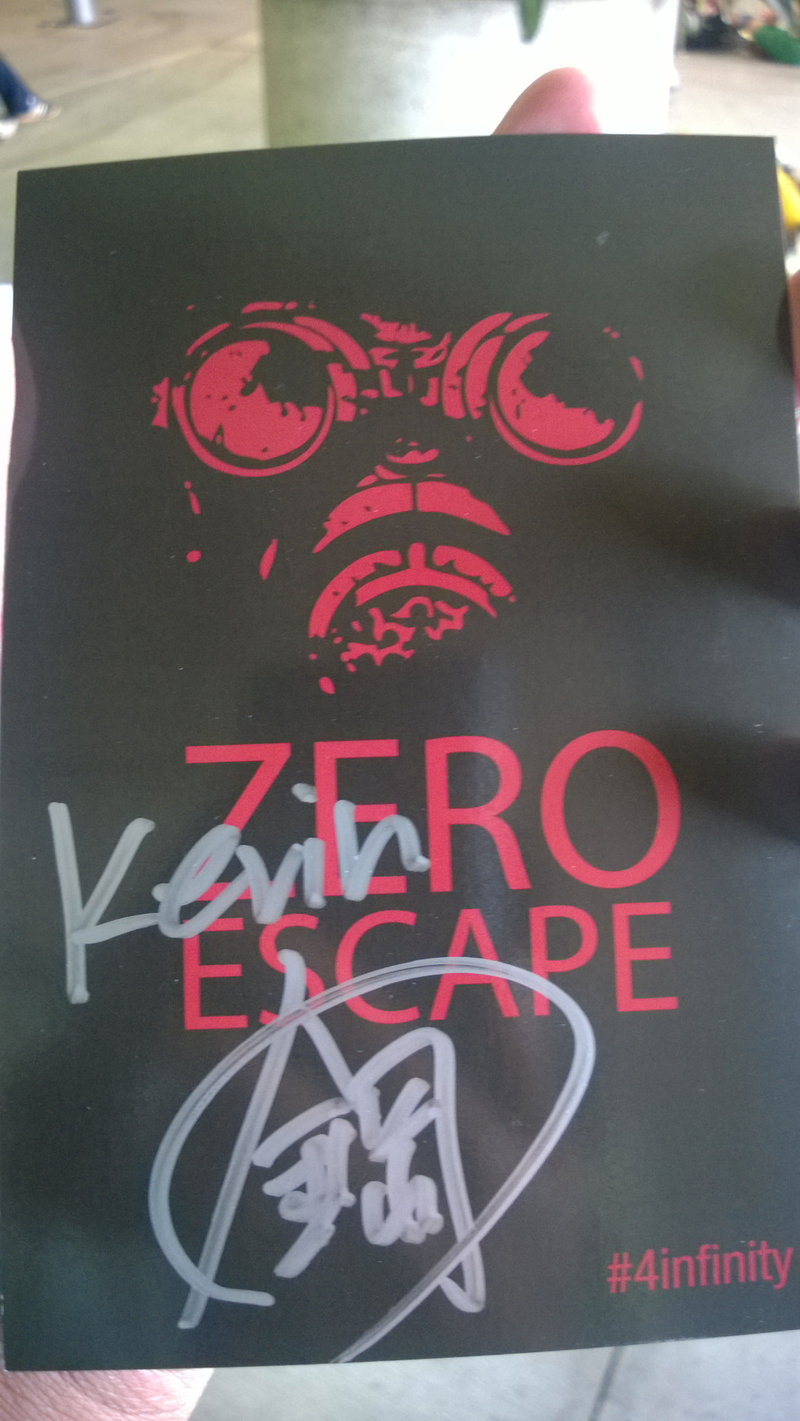 ZERO
Kevin
ESCAPE
#4infinity